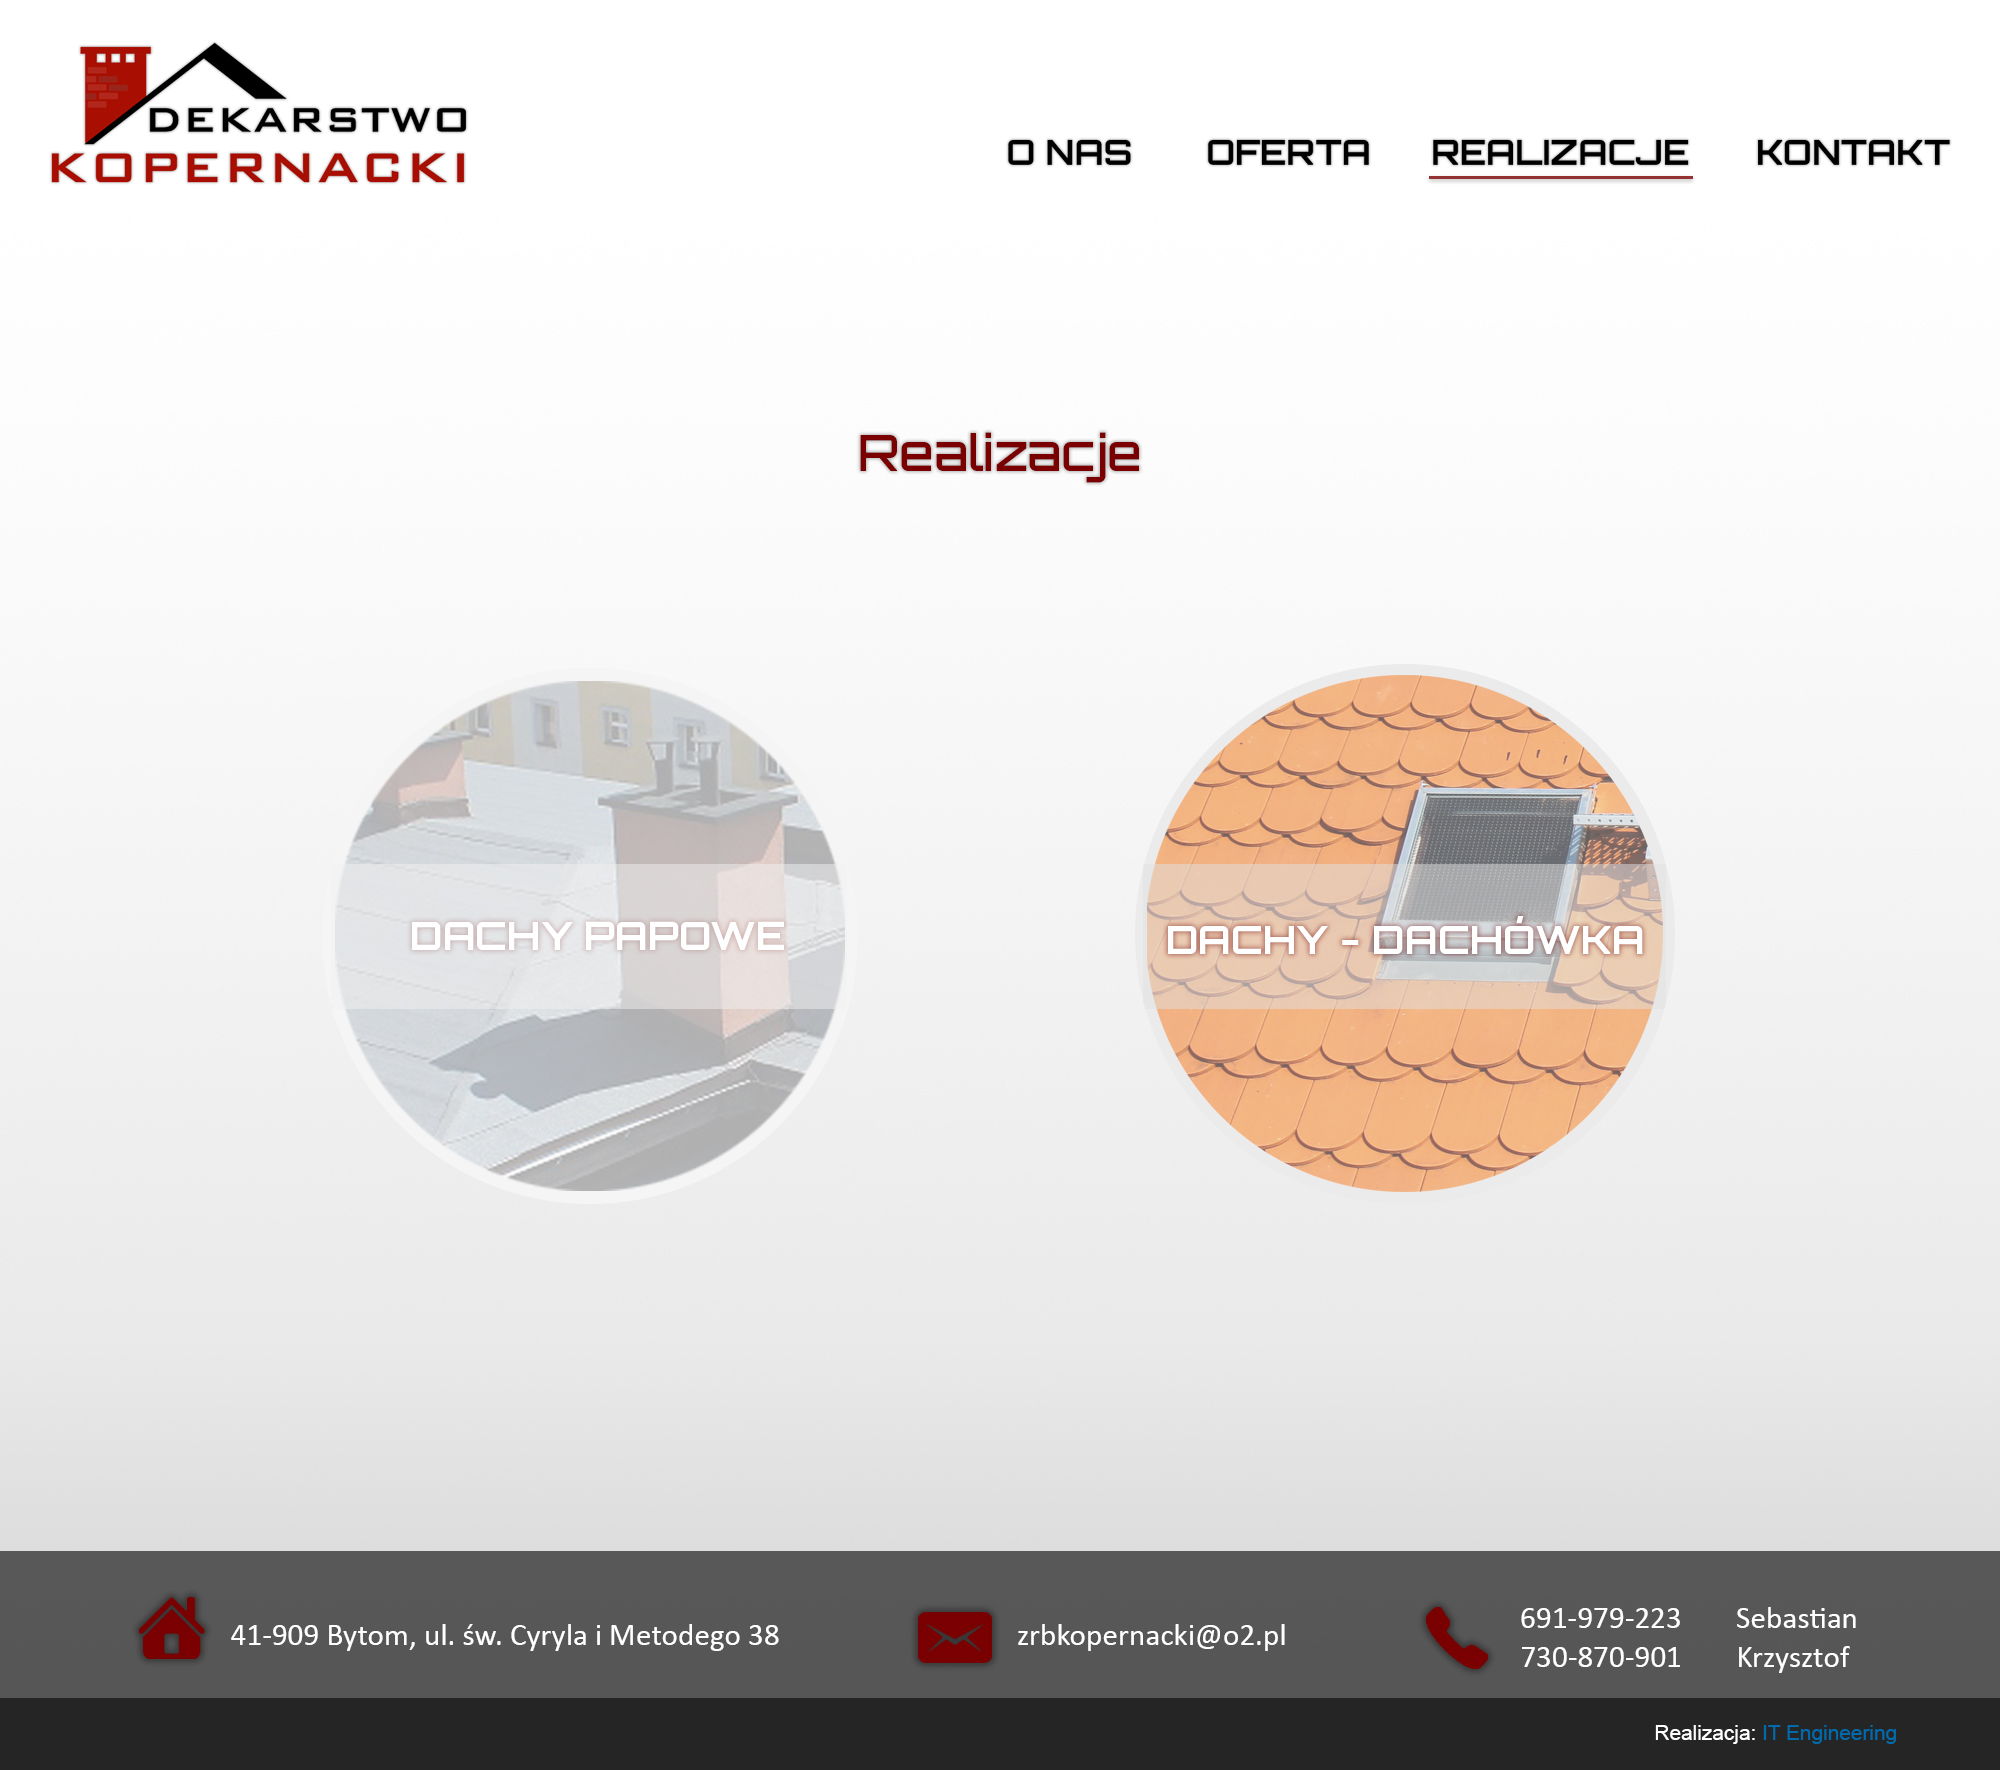 DEKARSTWO
KOPERNACKI
O NAS
OFERTA
REALIZACJE
KONTAKT
Realizacje
DACHY PAPOWE
DACHY - DACHÓWKA
41-909 Bytom, ul. św. Cyryla i Metodego 38
zrbkopernacki@o2.pl
691-979-223 Sebastian
730-870-901 Krzysztof
Realizacja: IT Engineering